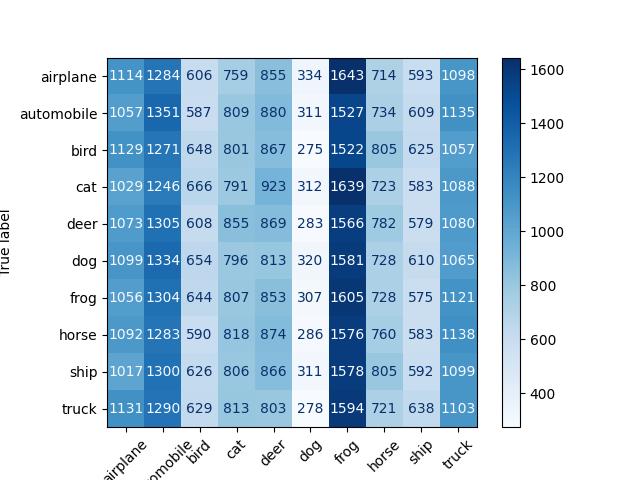 airplane 1114 1284 606 759 855 334 1643 714 593 1098
automobile 1057 1351 587 809 880 311 1527 734 609 1135
bird 1129 1271 648 801 867 275 1522 805 625 1057
cat 1029 1246 666 791 923 312 1639 723 583 1088
deer 1073 1305 608 855 869 283 1566 782 579 1080
dog 1099 1334 654 796 813 320 1581 728 610 1065
frog 1056 1304 644 807 853 307 1605 728 575 1121
horse 1092 1283 590 818 874 286 1576 760 583 1138
ship 1017 1300 626 806 866 311 1578 805 592 1099
truck 1131 1290 629 813 803 278 1594 721 638 1103
airplane omobile bird cat deer dog frog horse ship truck
True label
1600
1400
1200
1000
800
600
400